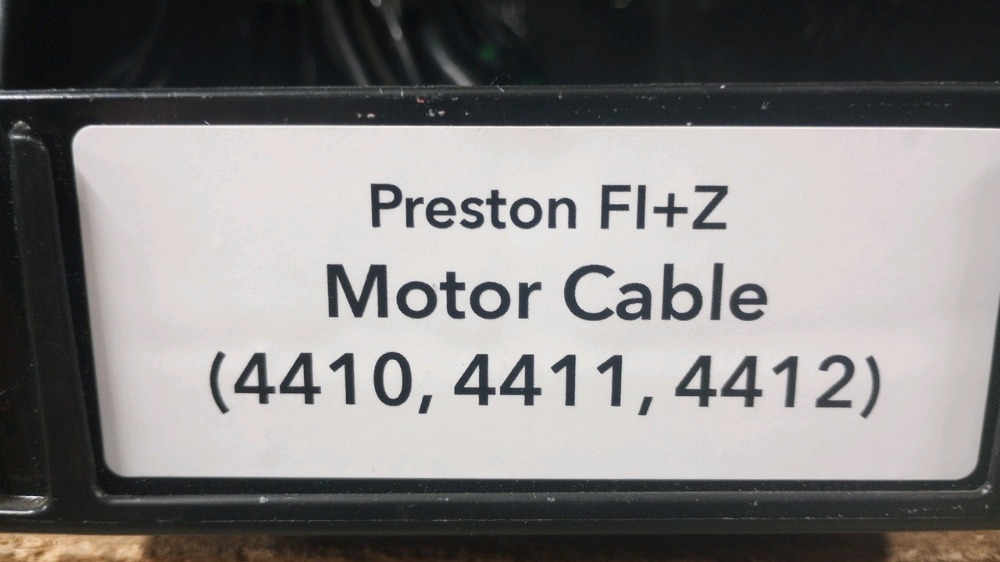 Preston FI+Z
Motor Cable
(4410, 4411, 4412)